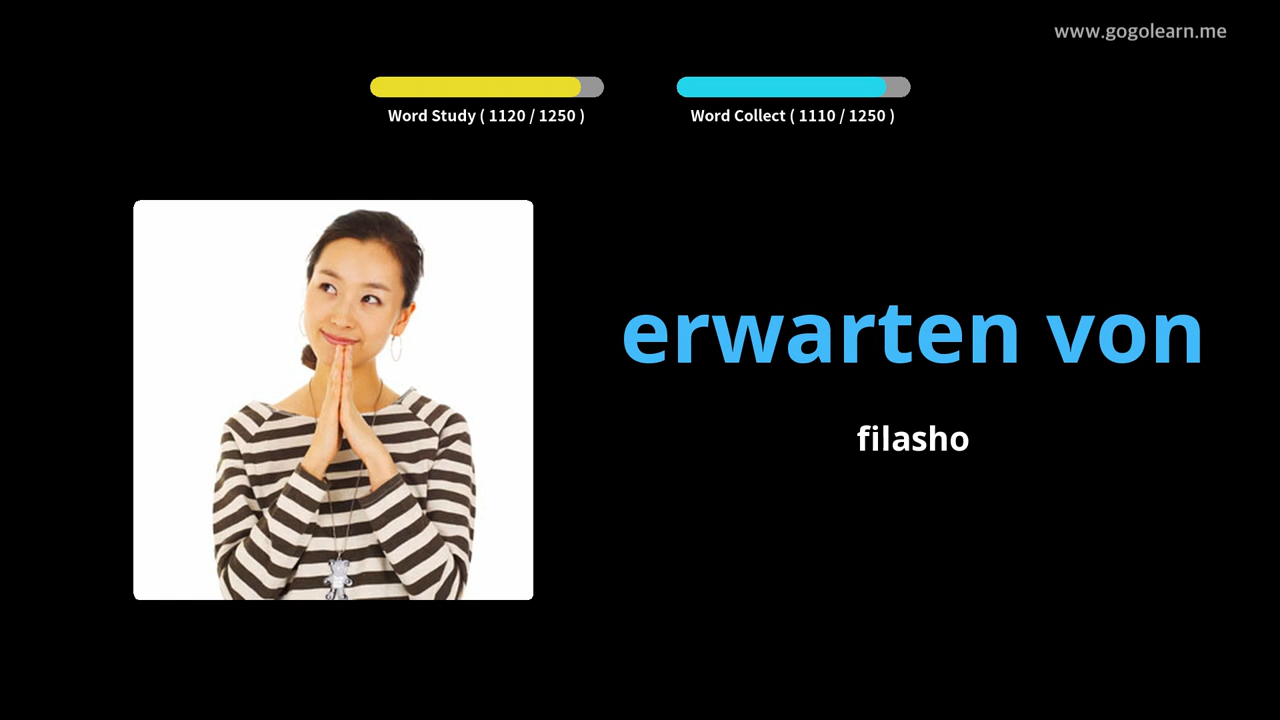 www.gogolearn.me
Word Study ( 1120 / 1250 )
Word Collect ( 1110 / 1250 )
erwarten von
filasho